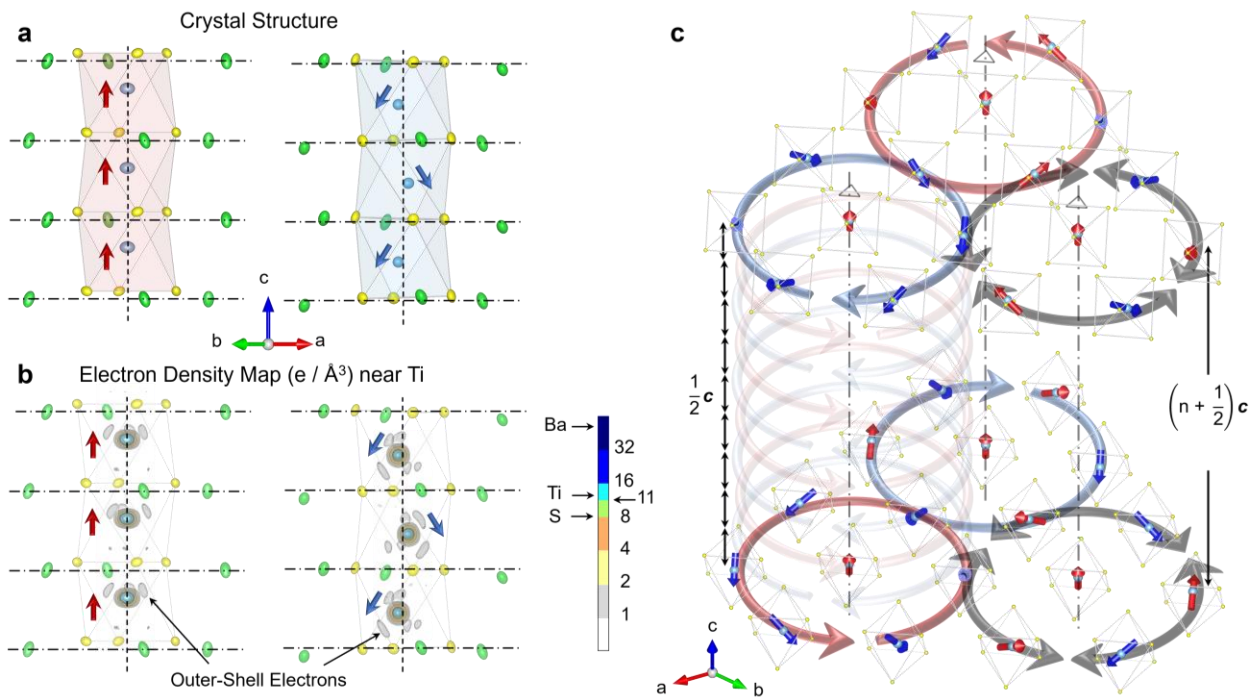 a
Crystal Structure
c
b
a
b
Electron Density Map (e / Å³) near Ti
Ba
32
16
Ti
11
8
S
4
2
1
Outer-Shell Electrons
c
1/2 c
(n + 1/2) c
c
a
b